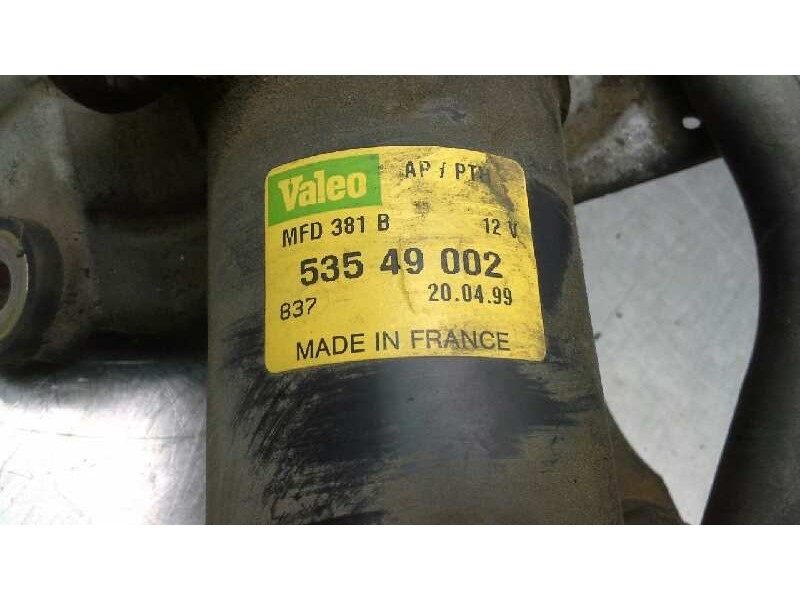 Valeo
AP / PTH
MFD 381 B 12 V
535 49 002
837 20.04.99
MADE IN FRANCE